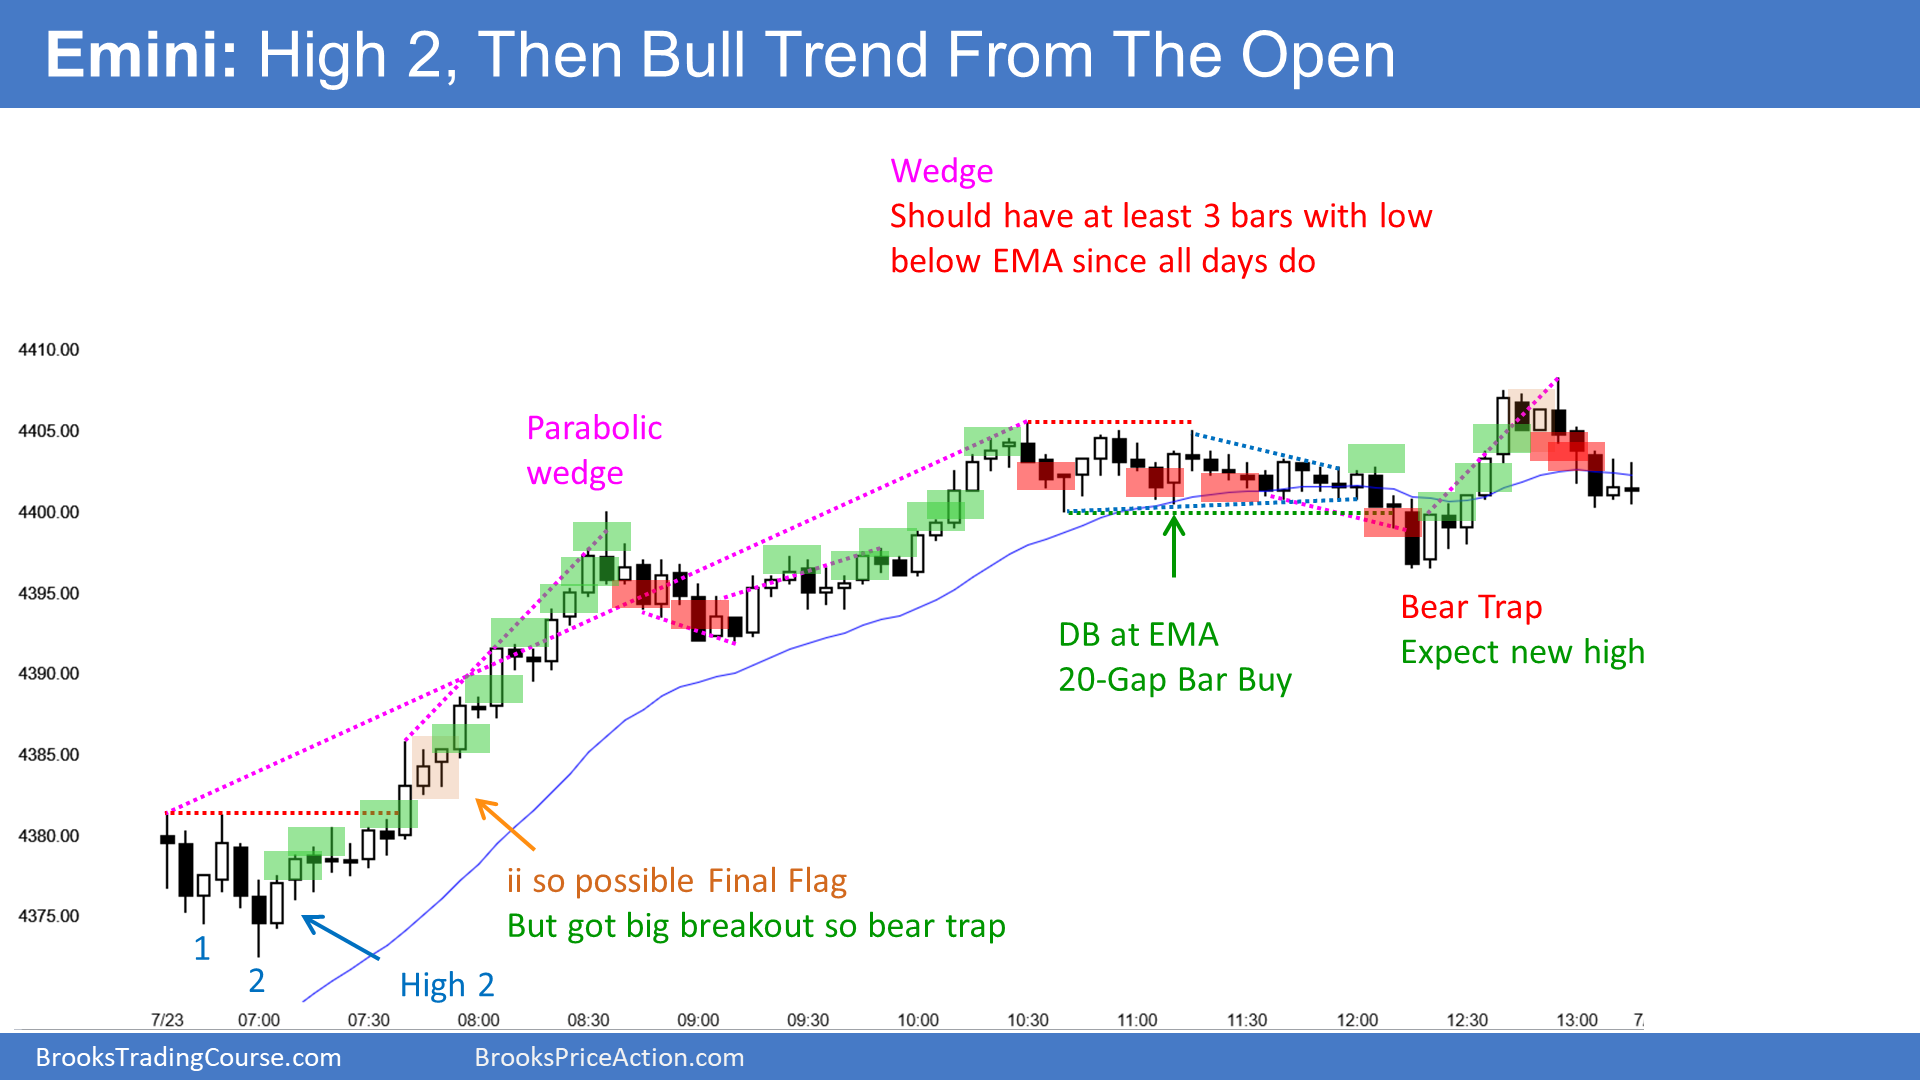 Emini: High 2, Then Bull Trend From The Open
Wedge
Should have at least 3 bars with low
below EMA since all days do
4410.00
4405.00
4400.00
4395.00
4390.00
4385.00
4380.00
4375.00
Parabolic
wedge
DB at EMA
20-Gap Bar Buy
Bear Trap
Expect new high
ii so possible Final Flag
But got big breakout so bear trap
1
2
High 2
7/23 07:00 07:30 08:00 08:30 09:00 09:30 10:00 10:30 11:00 11:30 12:00 12:30 13:00 7/
BrooksTradingCourse.com BrooksPriceAction.com